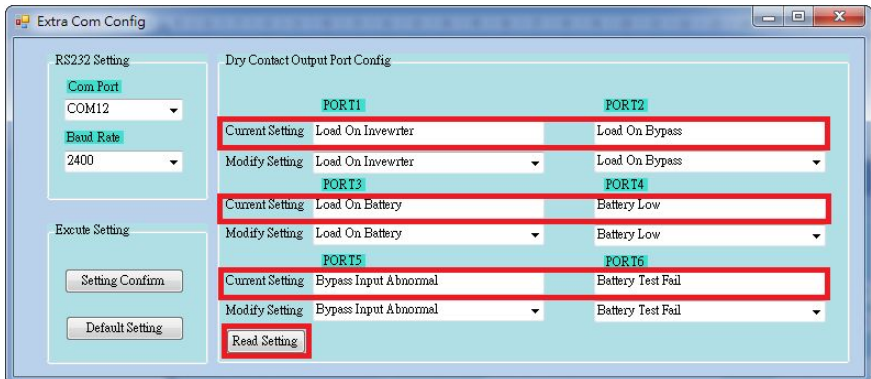 Extra Com Config
RS232 Setting
Com Port
COM12
Baud Rate
2400
Excute Setting
Setting Confirm
Default Setting
Dry Contact Output Port Config
PORT1 PORT2
Current Setting Load On Invewrter Load On Bypass
Modify Setting Load On Invewrter Load On Bypass
PORT3 PORT4
Current Setting Load On Battery Battery Low
Modify Setting Load On Battery Battery Low
PORT5 PORT6
Current Setting Bypass Input Abnormal Battery Test Fail
Modify Setting Bypass Input Abnormal Battery Test Fail
Read Setting